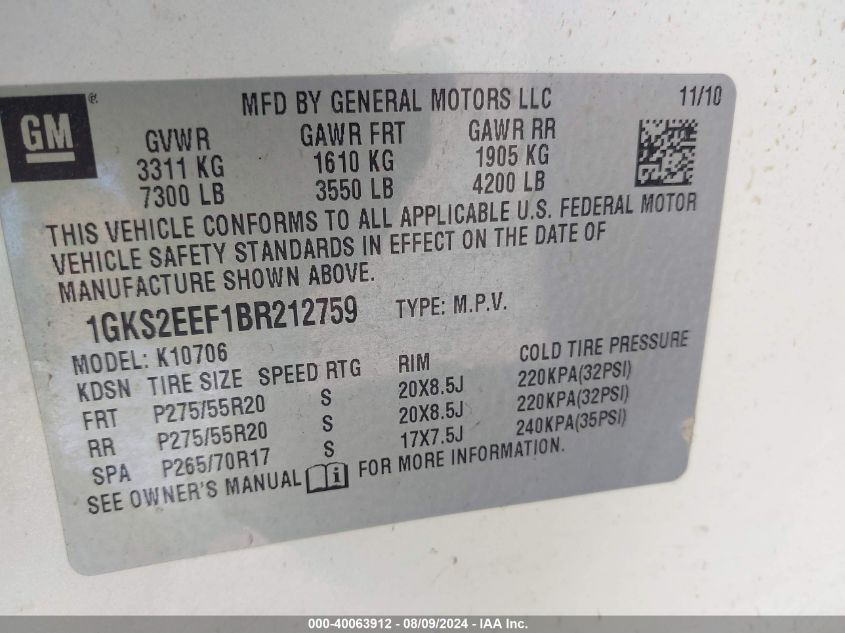 GM ®
MFD BY GENERAL MOTORS LLC 11/10
GVWR GAWR FRT GAWR RR
3311 KG 1610 KG 1905 KG
7300 LB 3550 LB 4200 LB
THIS VEHICLE CONFORMS TO ALL APPLICABLE U.S. FEDERAL MOTOR
VEHICLE SAFETY STANDARDS IN EFFECT ON THE DATE OF
MANUFACTURE SHOWN ABOVE.
1GKS2EEF1BR212759 TYPE: M.P.V.
MODEL: K10706
KDSN TIRE SIZE SPEED RTG RIM COLD TIRE PRESSURE
FRT P275/55R20 S 20X8.5J 220KPA(32PSI)
RR P275/55R20 S 20X8.5J 220KPA(32PSI)
SPA P265/70R17 S 17X7.5J 240KPA(35PSI)
SEE OWNER'S MANUAL FOR MORE INFORMATION.
000-40063912 - 08/09/2024 - IAA Inc.